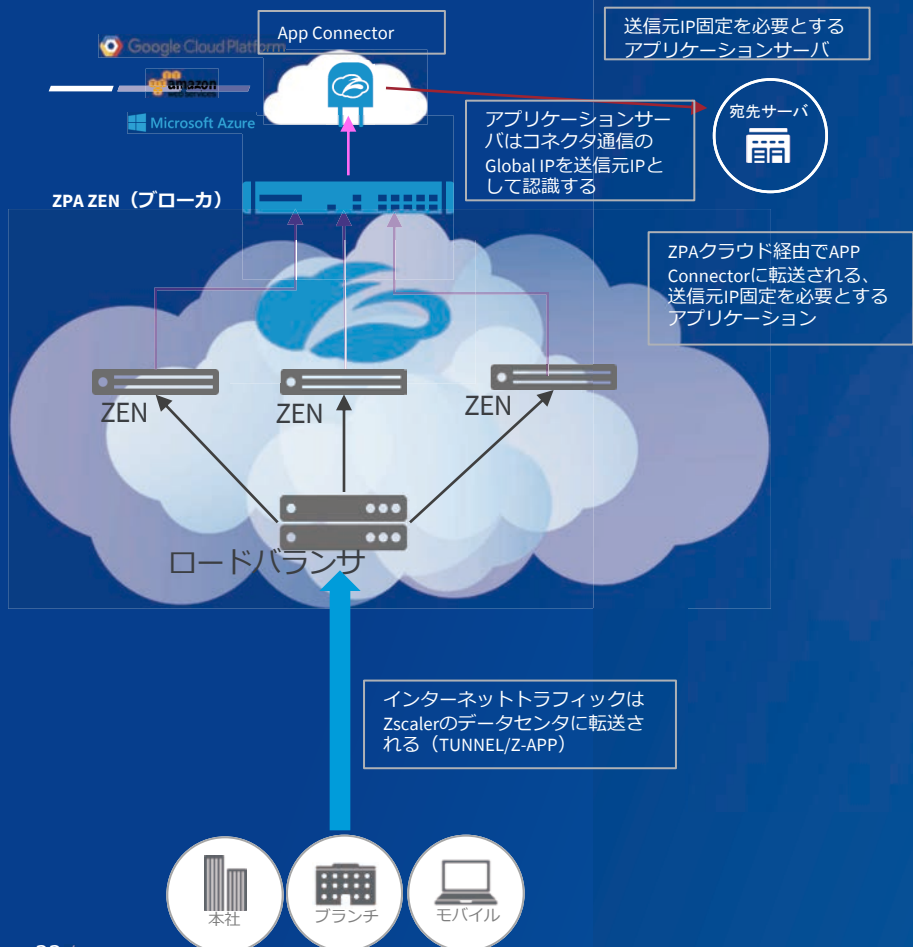 App Connector
送信元IP固定を必要とする
アプリケーションサーバ
Google Cloud Platform
amazon
web services
Microsoft Azure
宛先サーバ
アプリケーションサー
バはコネクタ通信の
Global IPを送信元IPと
して認識する
ZPA ZEN（ブローカ）
ZPAクラウド経由でAPP
Connectorに転送される、
送信元IP固定を必要とする
アプリケーション
ZEN
ZEN
ZEN
ロードバランサ
インターネットトラフィックは
Zscalerのデータセンタに転送さ
れる（TUNNEL/Z-APP）
本社
ブランチ
モバイル